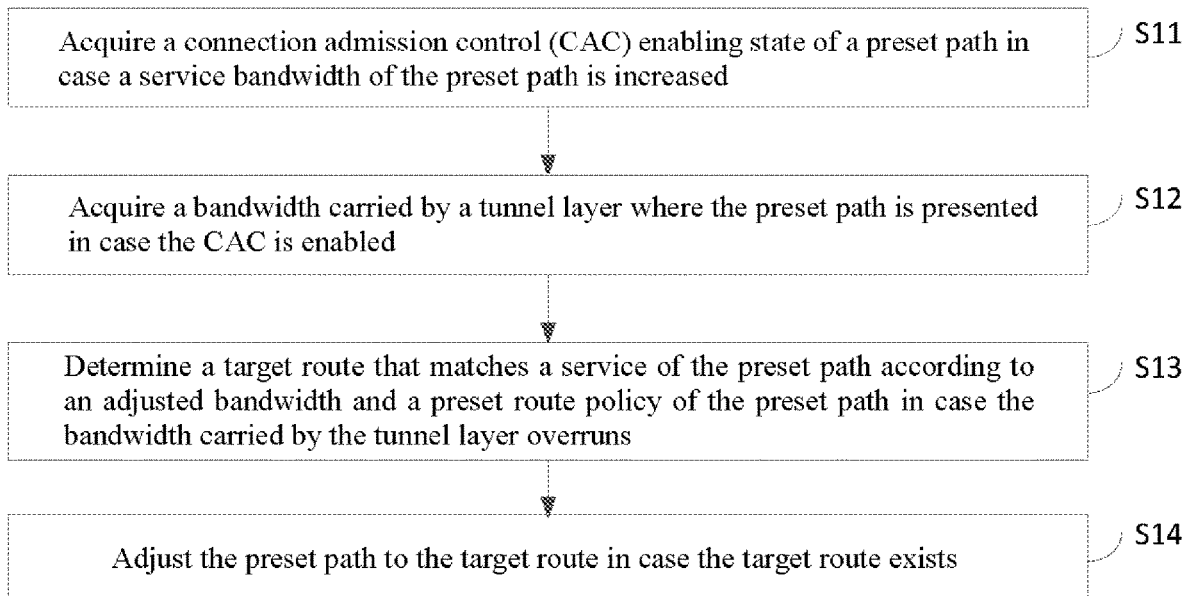 Acquire a connection admission control (CAC) enabling state of a preset path in
case a service bandwidth of the preset path is increased
S11
Acquire a bandwidth carried by a tunnel layer where the preset path is presented
in case the CAC is enabled
S12
Determine a target route that matches a service of the preset path according to
an adjusted bandwidth and a preset route policy of the preset path in case the
bandwidth carried by the tunnel layer overruns
S13
Adjust the preset path to the target route in case the target route exists
S14